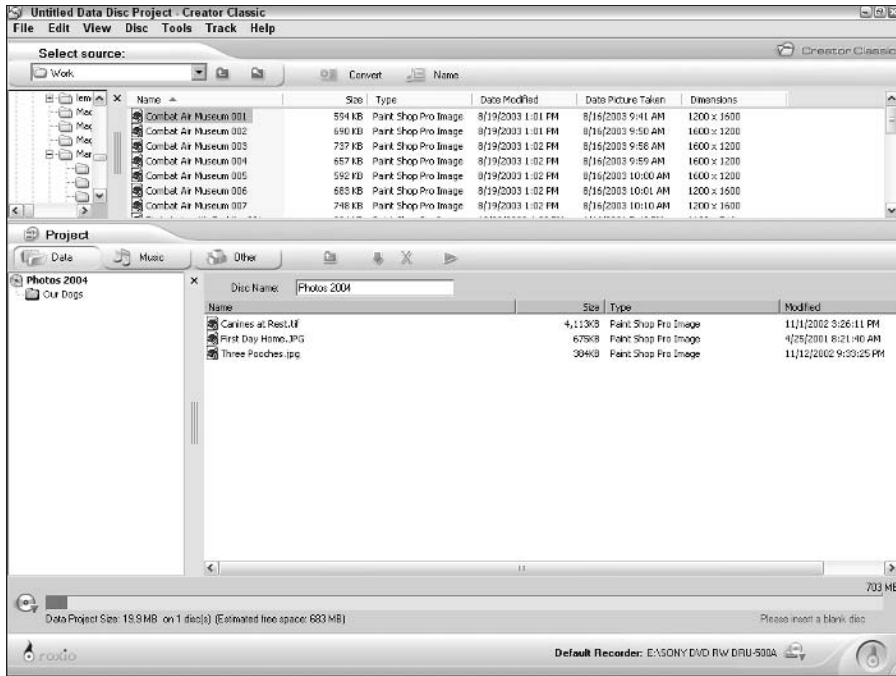 Untitled Data Disc Project - Creator Classic
File Edit View Disc Tools Track Help
Select source:
Creator Classic
Work
Convert Name
Name Size Type Date Modified Date Picture Taken Dimensions
Combat Air Museum 001 594 KB Paint Shop Pro Image 8/19/2003 1:01 PM 8/16/2003 9:41 AM 1200 x 1600
Combat Air Museum 002 690 KB Paint Shop Pro Image 8/19/2003 1:01 PM 8/16/2003 9:50 AM 1600 x 1200
Combat Air Museum 003 737 KB Paint Shop Pro Image 8/19/2003 1:02 PM 8/16/2003 9:58 AM 1600 x 1200
Combat Air Museum 004 657 KB Paint Shop Pro Image 8/19/2003 1:02 PM 8/16/2003 9:59 AM 1600 x 1200
Combat Air Museum 005 592 KB Paint Shop Pro Image 8/19/2003 1:02 PM 8/16/2003 10:00 AM 1600 x 1200
Combat Air Museum 006 683 KB Paint Shop Pro Image 8/19/2003 1:02 PM 8/16/2003 10:01 AM 1600 x 1200
Combat Air Museum 007 748 KB Paint Shop Pro Image 8/19/2003 1:02 PM 8/16/2003 10:10 AM 1200 x 1600
Project
Data Music Other
Photos 2004
Our Dogs
Disc Name: Photos 2004
Name Size Type Modified
Canines at Rest.tif 4,113KB Paint Shop Pro Image 11/1/2002 3:26:11 PM
First Day Home.JPG 675KB Paint Shop Pro Image 4/25/2001 8:21:40 AM
Three Pooches.jpg 384KB Paint Shop Pro Image 11/12/2002 9:33:25 PM
703 MB
Data Project Size: 19.9 MB on 1 disc(s) (Estimated free space: 683 MB)
Please insert a blank disc
roxio
Default Recorder: E:\SONY DVD RW DRU-500A